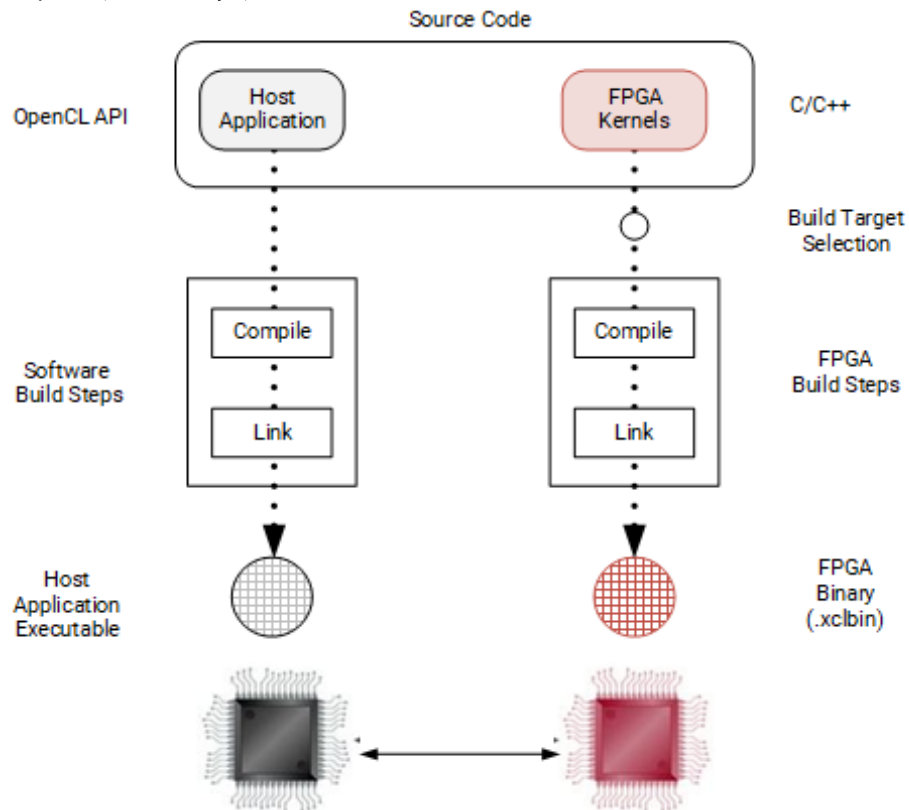 Source Code
OpenCL API
Host
Application
FPGA
Kernels
C/C++
Build Target
Selection
Software
Build Steps
Compile
Link
Compile
Link
FPGA
Build Steps
Host
Application
Executable
FPGA
Binary
(.xclbin)